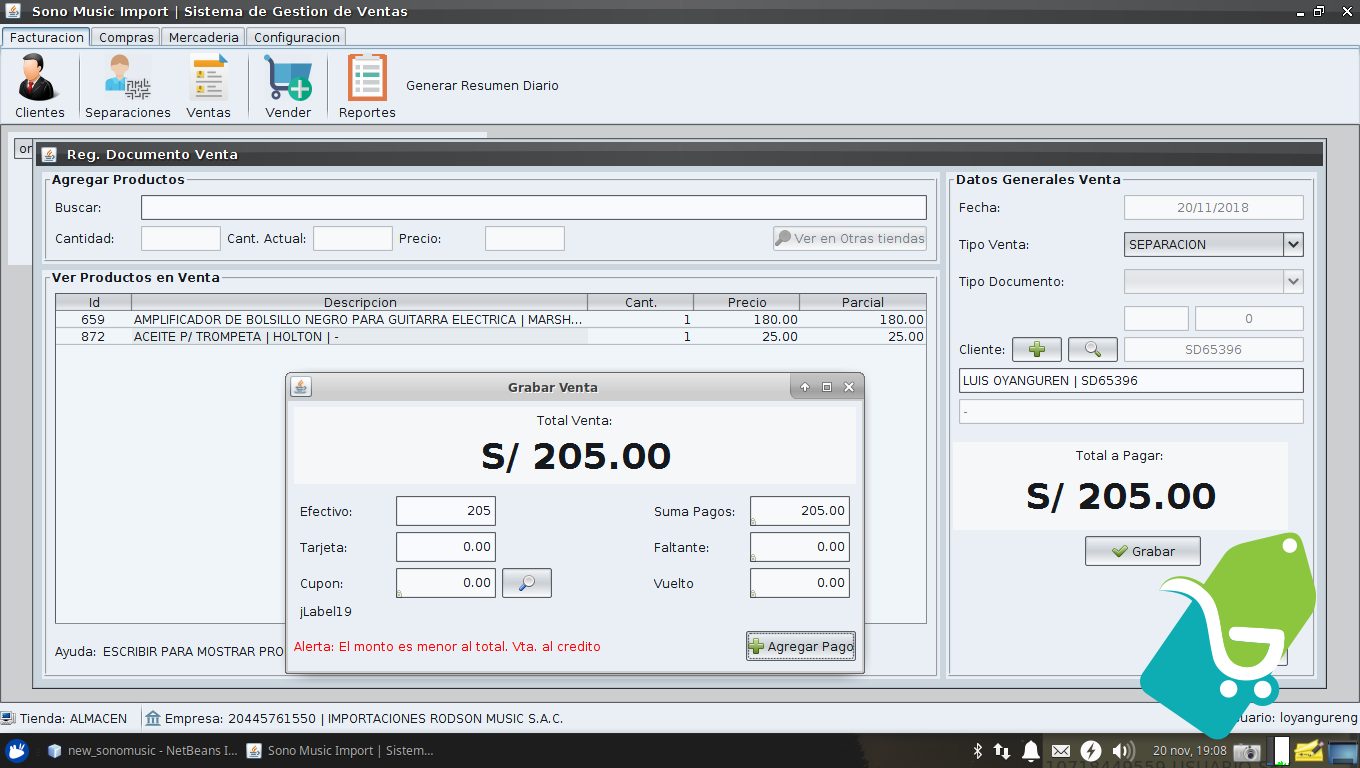 Sono Music Import | Sistema de Gestion de Ventas
Facturacion Compras Mercaderia Configuracion
Clientes Separaciones Ventas Vender Reportes Generar Resumen Diario
or
Reg. Documento Venta
Agregar Productos
Buscar:
Cantidad: Cant. Actual: Precio: Ver en Otras tiendas
Ver Productos en Venta
Id Descripcion Cant. Precio Parcial
659 AMPLIFICADOR DE BOLSILLO NEGRO PARA GUITARRA ELECTRICA | MARSH... 1 180.00 180.00
872 ACEITE P/ TROMPETA | HOLTON | - 1 25.00 25.00
Grabar Venta
Total Venta:
S/ 205.00
Efectivo: 205 Suma Pagos: 205.00
Tarjeta: 0.00 Faltante: 0.00
Cupon: 0.00 Vuelto 0.00
jLabel19
Alerta: El monto es menor al total. Vta. al credito Agregar Pago
Ayuda: ESCRIBIR PARA MOSTRAR PRO
Datos Generales Venta
Fecha: 20/11/2018
Tipo Venta: SEPARACION
Tipo Documento:
0
Cliente: SD65396
LUIS OYANGUREN | SD65396
-
Total a Pagar:
S/ 205.00
Grabar
Tienda: ALMACEN Empresa: 20445761550 | IMPORTACIONES RODSON MUSIC S.A.C. uario: loyangureng
new_sonomusic - NetBeans I... Sono Music Import | Sistem... 20 nov, 19:08